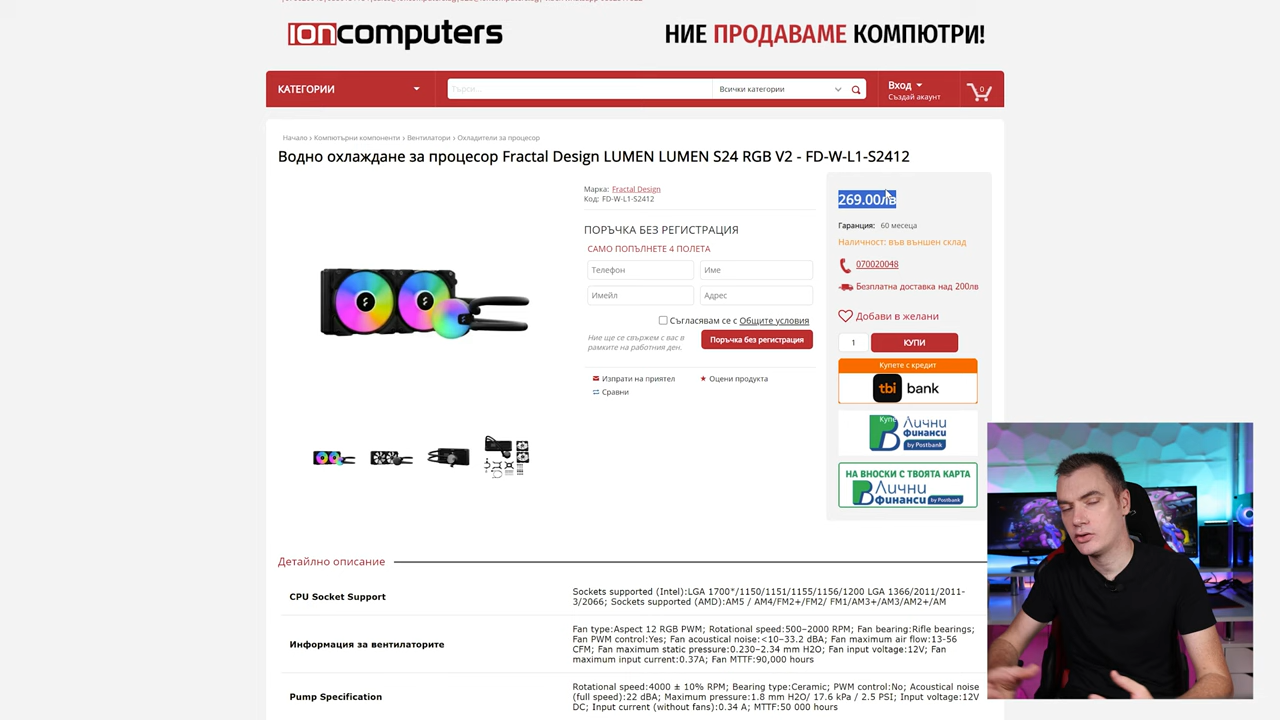 ioncomputers
НИЕ ПРОДАВАМЕ КОМПЮТРИ!
КАТЕГОРИИ
Търси...
Всички категории
Вход
Създай акаунт
0
Начало › Компютърни компоненти › Вентилатори › Охладители за процесор
Водно охлаждане за процесор Fractal Design LUMEN LUMEN S24 RGB V2 - FD-W-L1-S2412
Марка: Fractal Design
Код: FD-W-L1-S2412
ПОРЪЧКА БЕЗ РЕГИСТРАЦИЯ
САМО ПОПЪЛНЕТЕ 4 ПОЛЕТА
Телефон
Име
Имейл
Адрес
Съгласявам се с Общите условия
Ние ще се свържем с вас в
рамките на работния ден.
Поръчка без регистрация
Изпрати на приятел
Оцени продукта
Сравни
269.00лв
Гаранция: 60 месеца
Наличност: във външен склад
070020048
Безплатна доставка над 200лв
Добави в желани
1
КУПИ
Купете с кредит
tbi bank
Лични
финанси
by Postbank
НА ВНОСКИ С ТВОЯТА КАРТА
Лични
Финанси by Postbank
Детайлно описание
CPU Socket Support
Sockets supported (Intel):LGA 1700*/1150/1151/1155/1156/1200 LGA 1366/2011/2011-
3/2066; Sockets supported (AMD):AM5 / AM4/FM2+/FM2/ FM1/AM3+/AM3/AM2+/AM
Информация за вентилаторите
Fan type:Aspect 12 RGB PWM; Rotational speed:500–2000 RPM; Fan bearing:Rifle bearings;
Fan PWM control:Yes; Fan acoustical noise:<10–33.2 dBA; Fan maximum air flow:13-56
CFM; Fan maximum static pressure:0.230–2.34 mm H2O; Fan input voltage:12V; Fan
maximum input current:0.37A; Fan MTTF:90,000 hours
Pump Specification
Rotational speed:4000 ± 10% RPM; Bearing type:Ceramic; PWM control:No; Acoustical noise
(full speed):22 dBA; Maximum pressure:1.8 mm H2O/ 17.6 kPa / 2.5 PSI; Input voltage:12V
DC; Input current (without fans):0.34 A; MTTF:50 000 hours